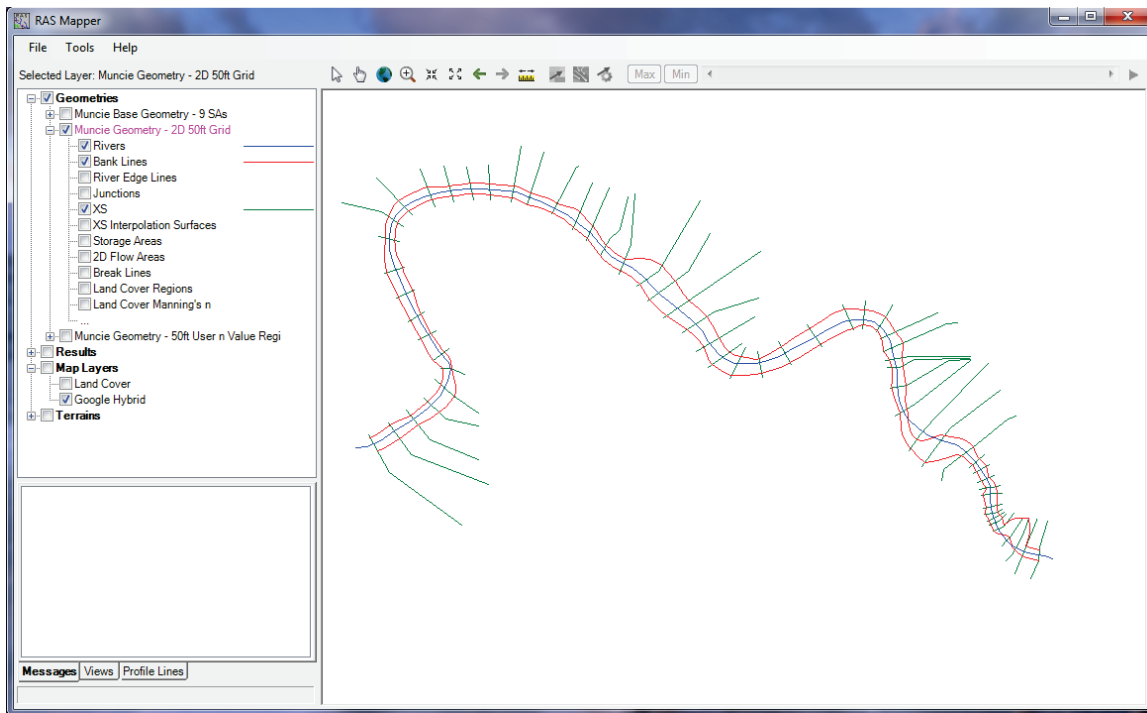 RAS Mapper
File Tools Help
Selected Layer: Muncie Geometry - 2D 50ft Grid
Max Min
Geometries
Muncie Base Geometry - 9 SAs
Muncie Geometry - 2D 50ft Grid
Rivers
Bank Lines
River Edge Lines
Junctions
XS
XS Interpolation Surfaces
Storage Areas
2D Flow Areas
Break Lines
Land Cover Regions
Land Cover Manning's n
...
Muncie Geometry - 50ft User n Value Regi
Results
Map Layers
Land Cover
Google Hybrid
Terrains
Messages Views Profile Lines